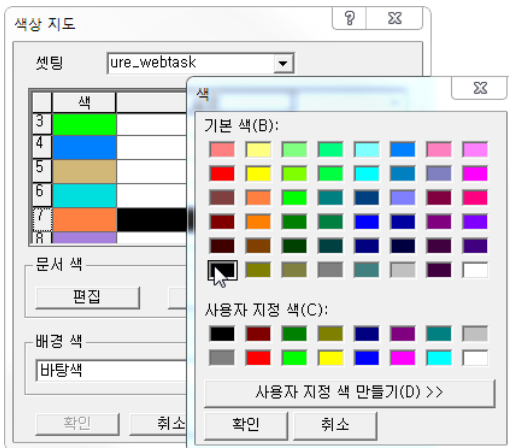 색상 지도
셋팅
ure_webtask
색
3
4
5
6
7
8
문서 색
편집
배경 색
바탕색
확인
취소
색
기본 색(B):
사용자 지정 색(C):
사용자 지정 색 만들기(D) >>
확인
취소